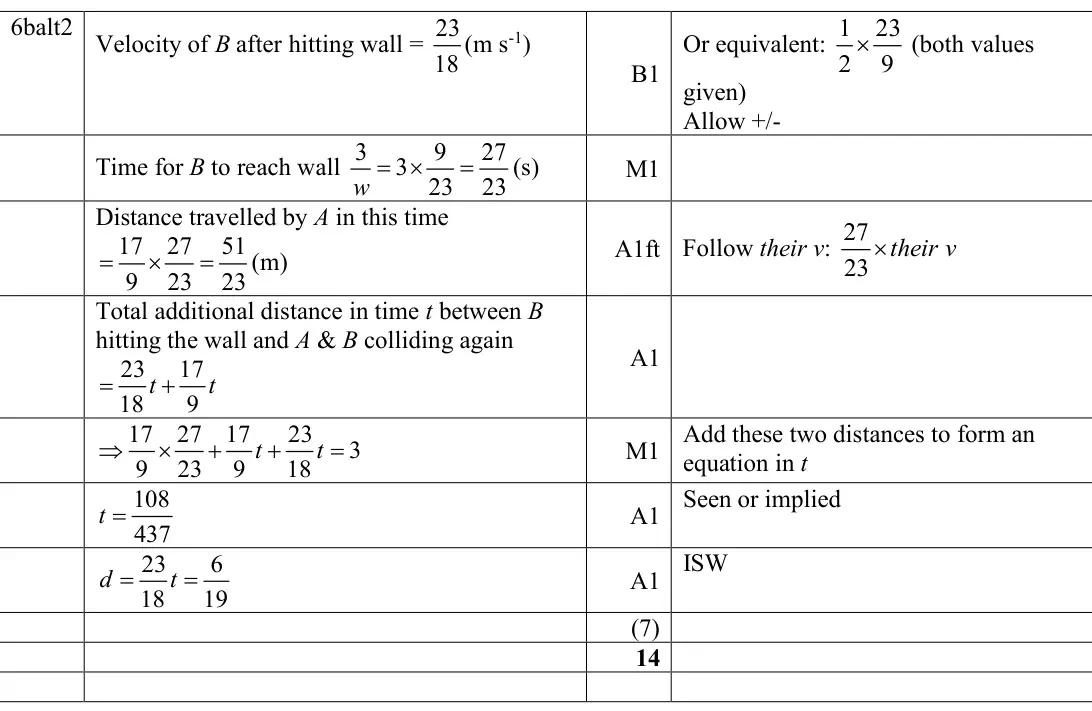 6balt2
Velocity of B after hitting wall = 23/18 (m s⁻¹)
B1
Or equivalent: 1/2 × 23/9 (both values
given)
Allow +/-
Time for B to reach wall 3/w = 3 × 9/23 = 27/23 (s)
M1
Distance travelled by A in this time
= 17/9 × 27/23 = 51/23 (m)
A1ft
Follow their v: 27/23 × their v
Total additional distance in time t between B
hitting the wall and A & B colliding again
= 23/18 t + 17/9 t
A1
⇒ 17/9 × 27/23 + 17/9 t + 23/18 t = 3
M1
Add these two distances to form an
equation in t
t = 108/437
A1
Seen or implied
d = 23/18 t = 6/19
A1
ISW
(7)
14